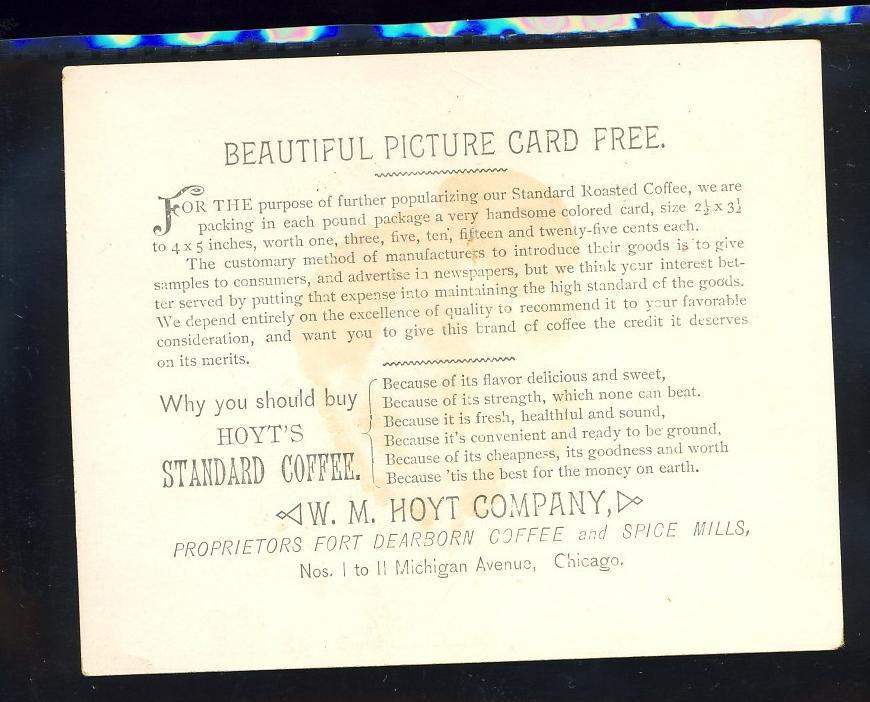 BEAUTIFUL PICTURE CARD FREE.
FOR THE purpose of further popularizing our Standard Roasted Coffee, we are
packing in each pound package a very handsome colored card, size 2½ x 3½
to 4 x 5 inches, worth one, three, five, ten, fifteen and twenty-five cents each.
The customary method of manufacturers to introduce their goods is to give
samples to consumers, and advertise in newspapers, but we think your interest bet-
ter served by putting that expense into maintaining the high standard of the goods.
We depend entirely on the excellence of quality to recommend it to your favorable
consideration, and want you to give this brand of coffee the credit it deserves
on its merits.
Why you should buy
HOYT'S
STANDARD COFFEE.
Because of its flavor delicious and sweet,
Because of its strength, which none can beat.
Because it is fresh, healthful and sound,
Because it's convenient and ready to be ground,
Because of its cheapness, its goodness and worth
Because 'tis the best for the money on earth.
W. M. HOYT COMPANY,
PROPRIETORS FORT DEARBORN COFFEE and SPICE MILLS,
Nos. 1 to 11 Michigan Avenue, Chicago.